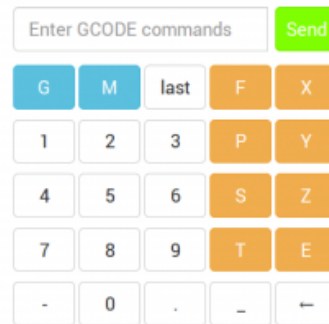 Enter GCODE commands Send
G M last F X
1 2 3 P Y
4 5 6 S Z
7 8 9 T E
- 0 . _ ←